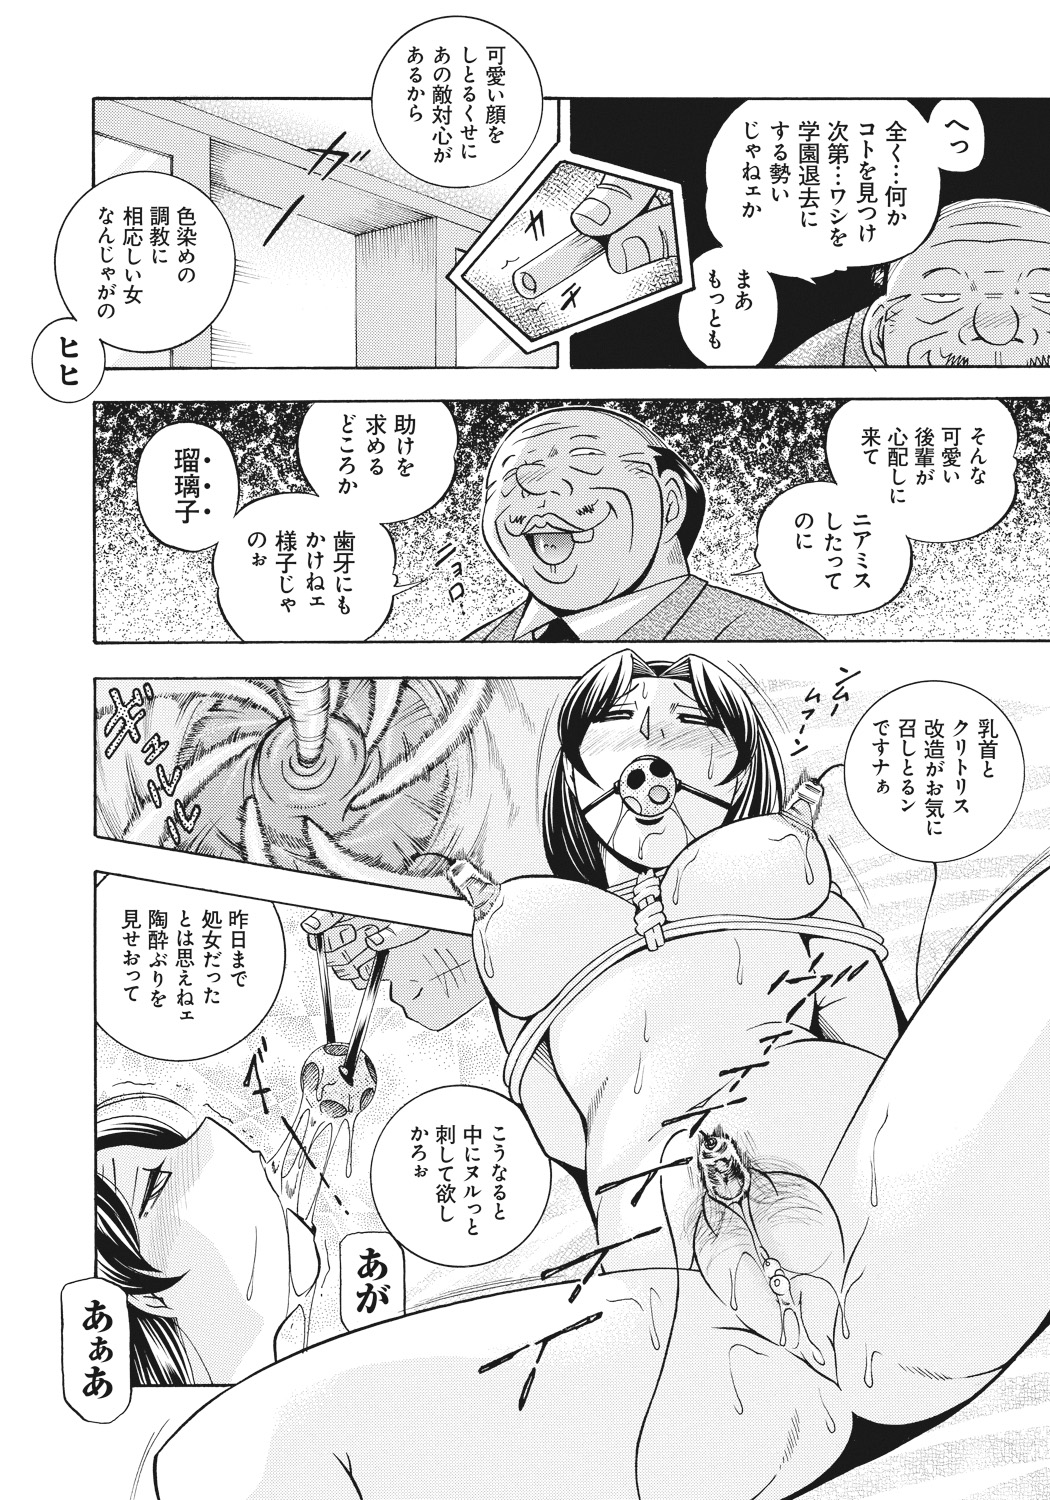 へっ
全く…何か
コトを見つけ
次第…ワシを
学園退去に
する勢い
じゃねェか
まあ
もっとも
可愛い顔を
しとるくせに
あの敵対心が
あるから
色染めの
調教に
相応しい女
なんじゃがの
ヒヒ
そんな
可愛い
後輩が
心配しに
来て
ニアミス
したって
のに
ニョロ…
助けを
求める
どころか
歯牙にも
かけねェ
様子じゃ
のぉ
瑠璃子
乳首と
クリトリス
改造がお気に
召しとるン
ですナぁ
ンムー
ムフーン
ギュルルル
昨日まで
処女だった
とは思えねェ
陶酔ぶりを
見せおって
こうなると
中にヌルっと
刺して欲し
かろぉ
あが
あぁあ